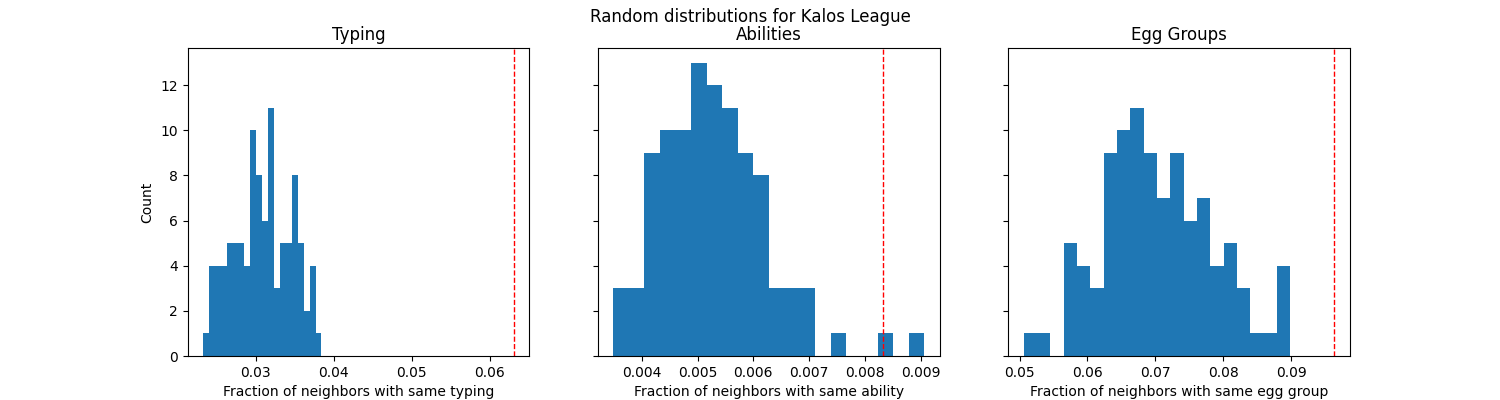 Random distributions for Kalos League
Typing
Abilities
Egg Groups
Count
12
10
8
6
4
2
0
0.03 0.04 0.05 0.06
0.004 0.005 0.006 0.007 0.008 0.009
0.05 0.06 0.07 0.08 0.09
Fraction of neighbors with same typing
Fraction of neighbors with same ability
Fraction of neighbors with same egg group